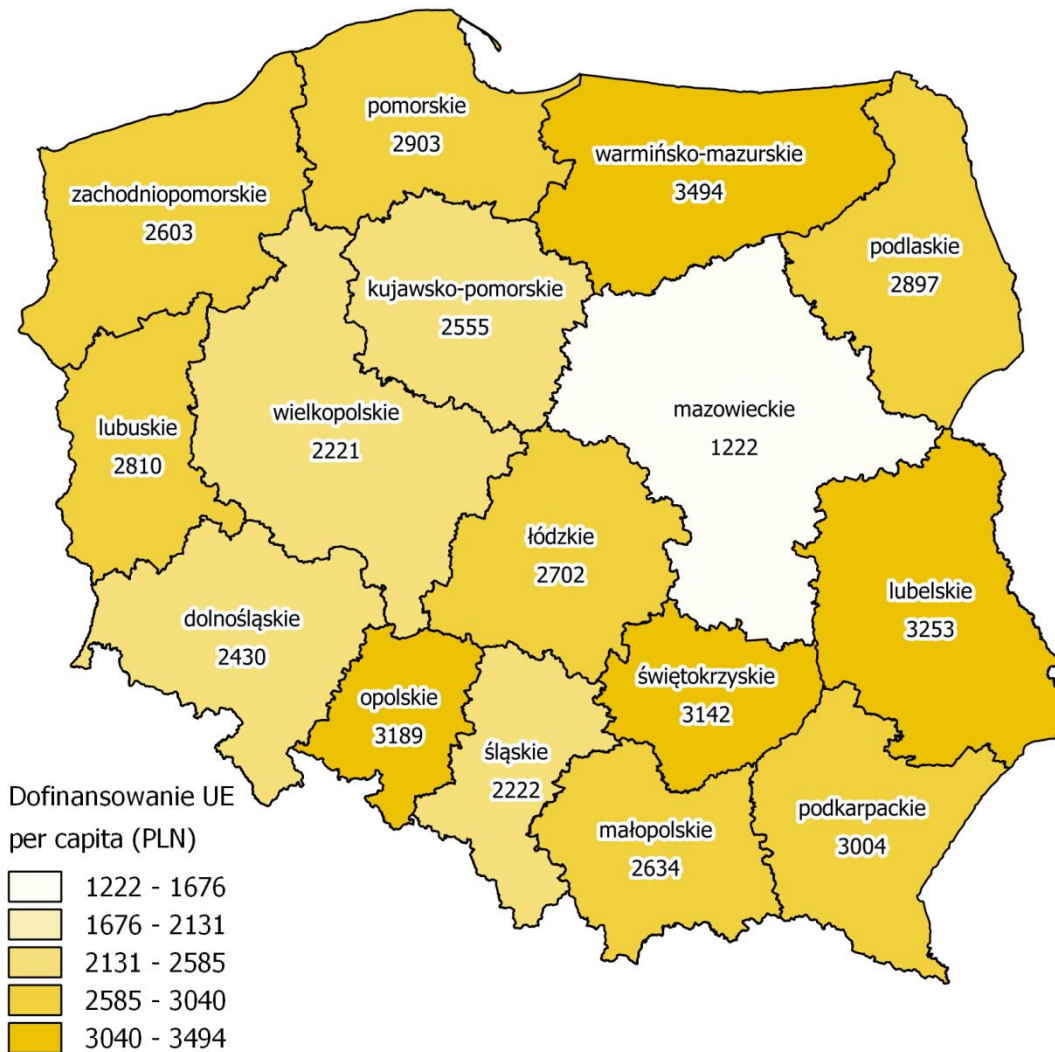 pomorskie
2903
warmińsko-mazurskie
3494
zachodniopomorskie
2603
podlaskie
2897
kujawsko-pomorskie
2555
mazowieckie
1222
wielkopolskie
2221
lubuskie
2810
łódzkie
2702
lubelskie
3253
dolnośląskie
2430
świętokrzyskie
3142
opolskie
3189
śląskie
2222
małopolskie
2634
podkarpackie
3004
Dofinansowanie UE
per capita (PLN)
1222 - 1676
1676 - 2131
2131 - 2585
2585 - 3040
3040 - 3494